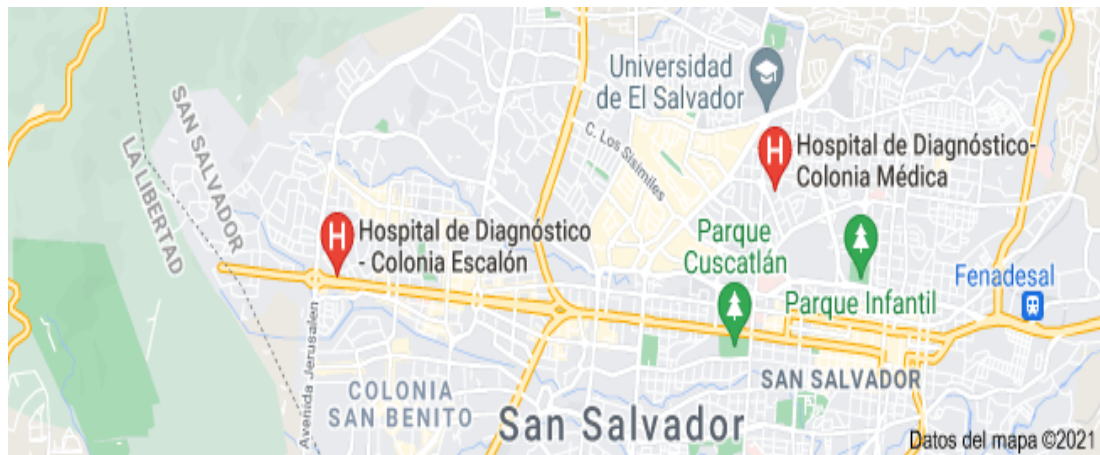 Universidad
de El Salvador
SAN SALVADOR
LA LIBERTAD
C. Los Sisimiles
H
Hospital de Diagnóstico-
Colonia Médica
H
Hospital de Diagnóstico
- Colonia Escalón
Parque
Cuscatlán
Parque Infantil
Fenadesal
Avenida Jerusalen
COLONIA
SAN BENITO
SAN SALVADOR
San Salvador
Datos del mapa ©2021